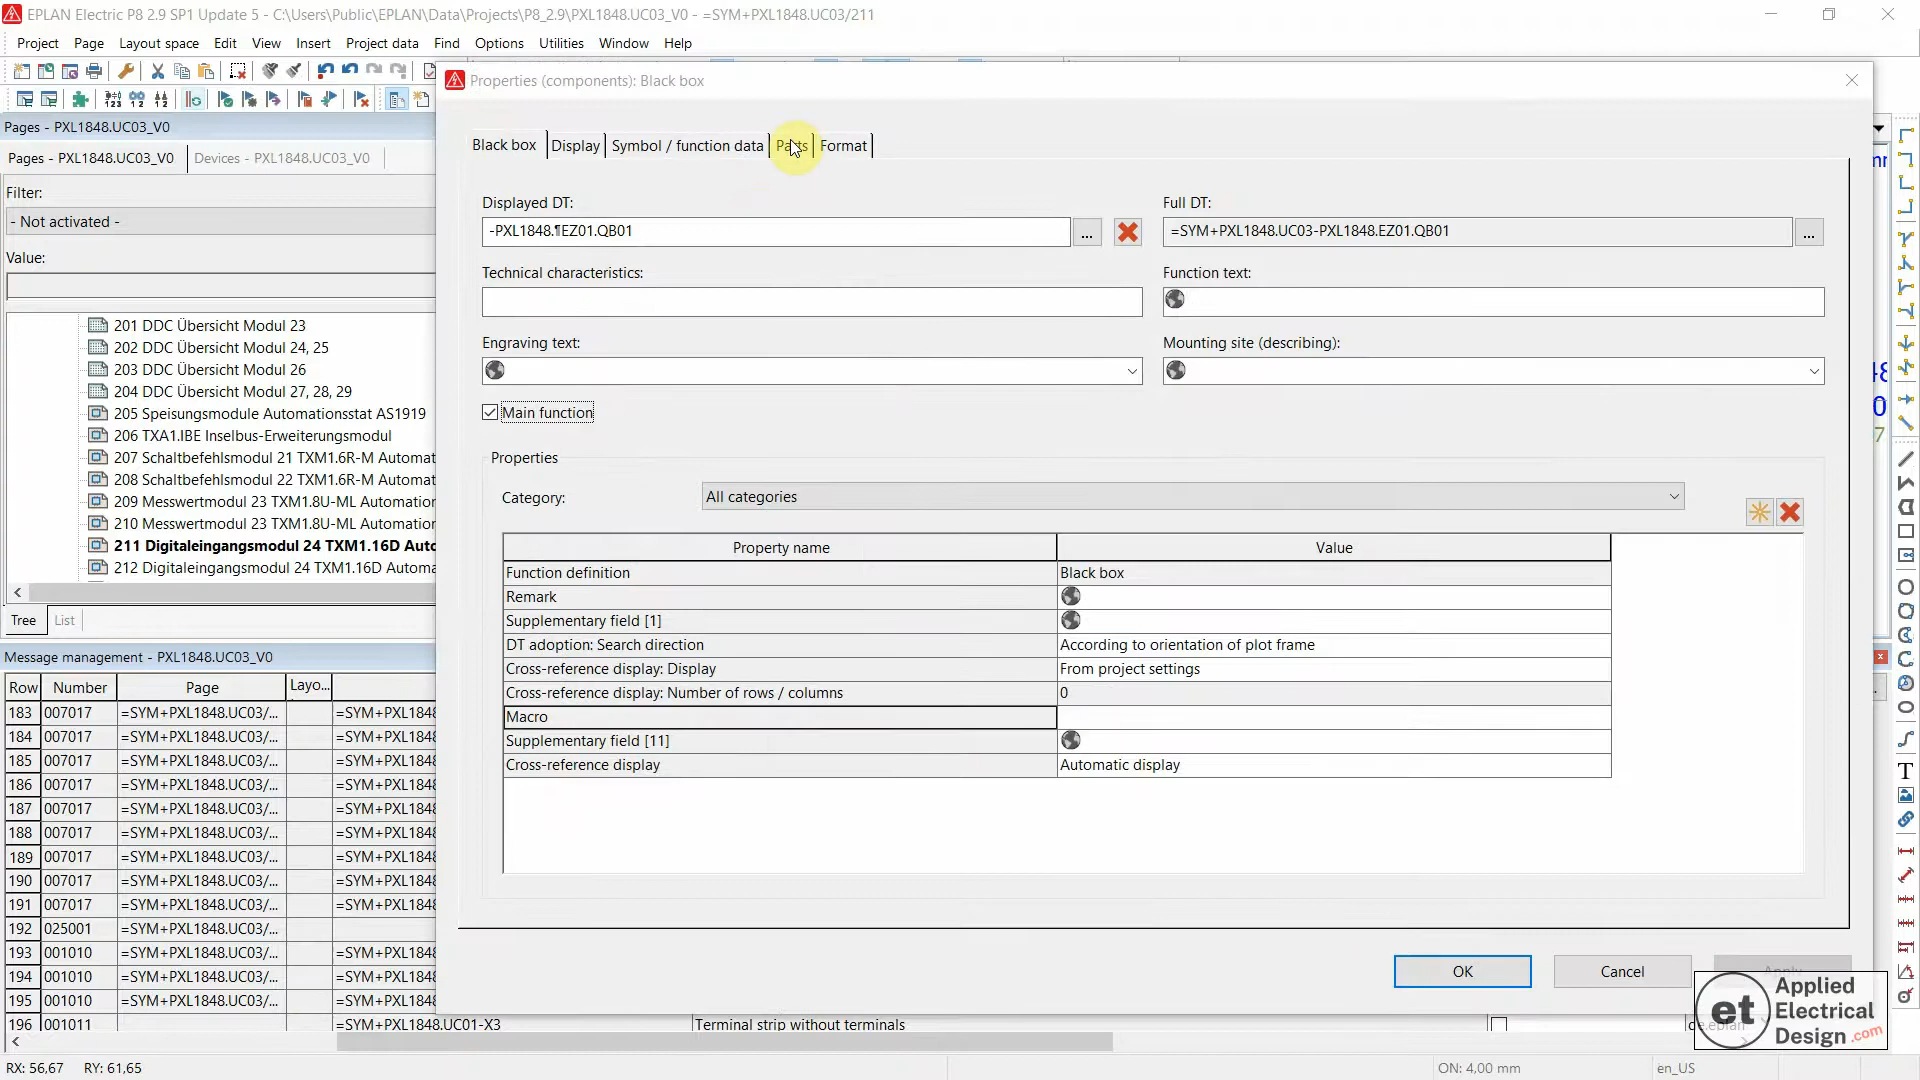 EPLAN Electric P8 2.9 SP1 Update 5 - C:\Users\Public\EPLAN\Data\Projects\P8_2.9\PXL1848.UC03_V0 - =SYM+PXL1848.UC03/211
Project Page Layout space Edit View Insert Project data Find Options Utilities Window Help
Properties (components): Black box
Pages - PXL1848.UC03_V0
Pages - PXL1848.UC03_V0 Devices - PXL1848.UC03_V0
Filter:
- Not activated -
Value:
201 DDC Übersicht Modul 23
202 DDC Übersicht Modul 24, 25
203 DDC Übersicht Modul 26
204 DDC Übersicht Modul 27, 28, 29
205 Speisungsmodule Automationsstat AS1919
206 TXA1.IBE Inselbus-Erweiterungsmodul
207 Schaltbefehlsmodul 21 TXM1.6R-M Automat
208 Schaltbefehlsmodul 22 TXM1.6R-M Automat
209 Messwertmodul 23 TXM1.8U-ML Automation
210 Messwertmodul 23 TXM1.8U-ML Automation
211 Digitaleingangsmodul 24 TXM1.16D Auto
212 Digitaleingangsmodul 24 TXM1.16D Automa
Tree List
Black box Display Symbol / function data Parts Format
Displayed DT:
-PXL1848.¶EZ01.QB01
...
Full DT:
=SYM+PXL1848.UC03-PXL1848.EZ01.QB01
...
Technical characteristics:
Function text:
Engraving text:
Mounting site (describing):
Main function
Properties
Category:
All categories
Property name Value
Function definition Black box
Remark
Supplementary field [1]
DT adoption: Search direction According to orientation of plot frame
Cross-reference display: Display From project settings
Cross-reference display: Number of rows / columns 0
Macro
Supplementary field [11]
Cross-reference display Automatic display
OK Cancel
Message management - PXL1848.UC03_V0
Row Number Page Layo...
183 007017 =SYM+PXL1848.UC03/... =SYM+PXL1848
184 007017 =SYM+PXL1848.UC03/... =SYM+PXL1848
185 007017 =SYM+PXL1848.UC03/... =SYM+PXL1848
186 007017 =SYM+PXL1848.UC03/... =SYM+PXL1848
187 007017 =SYM+PXL1848.UC03/... =SYM+PXL1848
188 007017 =SYM+PXL1848.UC03/... =SYM+PXL1848
189 007017 =SYM+PXL1848.UC03/... =SYM+PXL1848
190 007017 =SYM+PXL1848.UC03/... =SYM+PXL1848
191 007017 =SYM+PXL1848.UC03/... =SYM+PXL1848
192 025001 =SYM+PXL1848.UC03/...
193 001010 =SYM+PXL1848.UC03/... =SYM+PXL1848
194 001010 =SYM+PXL1848.UC03/... =SYM+PXL1848
195 001010 =SYM+PXL1848.UC03/... =SYM+PXL1848
196 001011 =SYM+PXL1848.UC01-X3 Terminal strip without terminals
et Applied
Electrical
Design.com
RX: 56,67 RY: 61,65 ON: 4,00 mm en_US